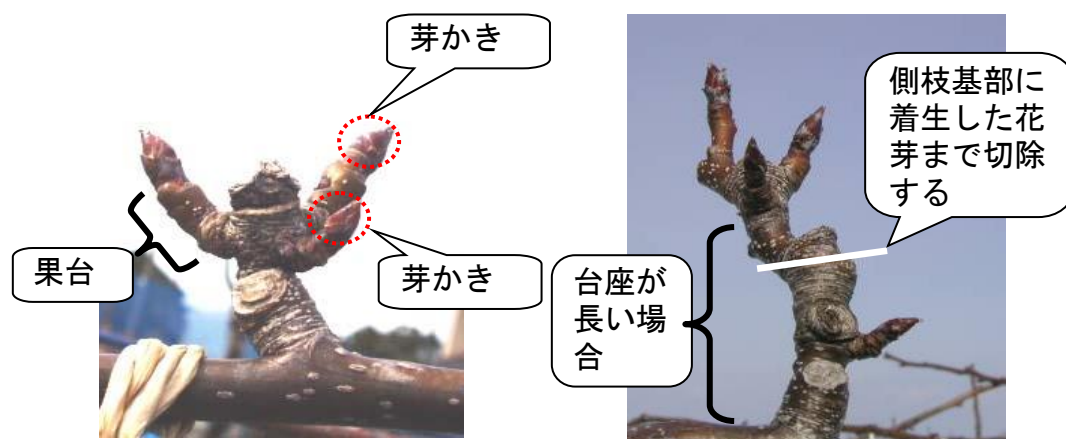 芽かき
果台
芽かき
側枝基部に
着生した花
芽まで切除
する
台座が
長い場
合